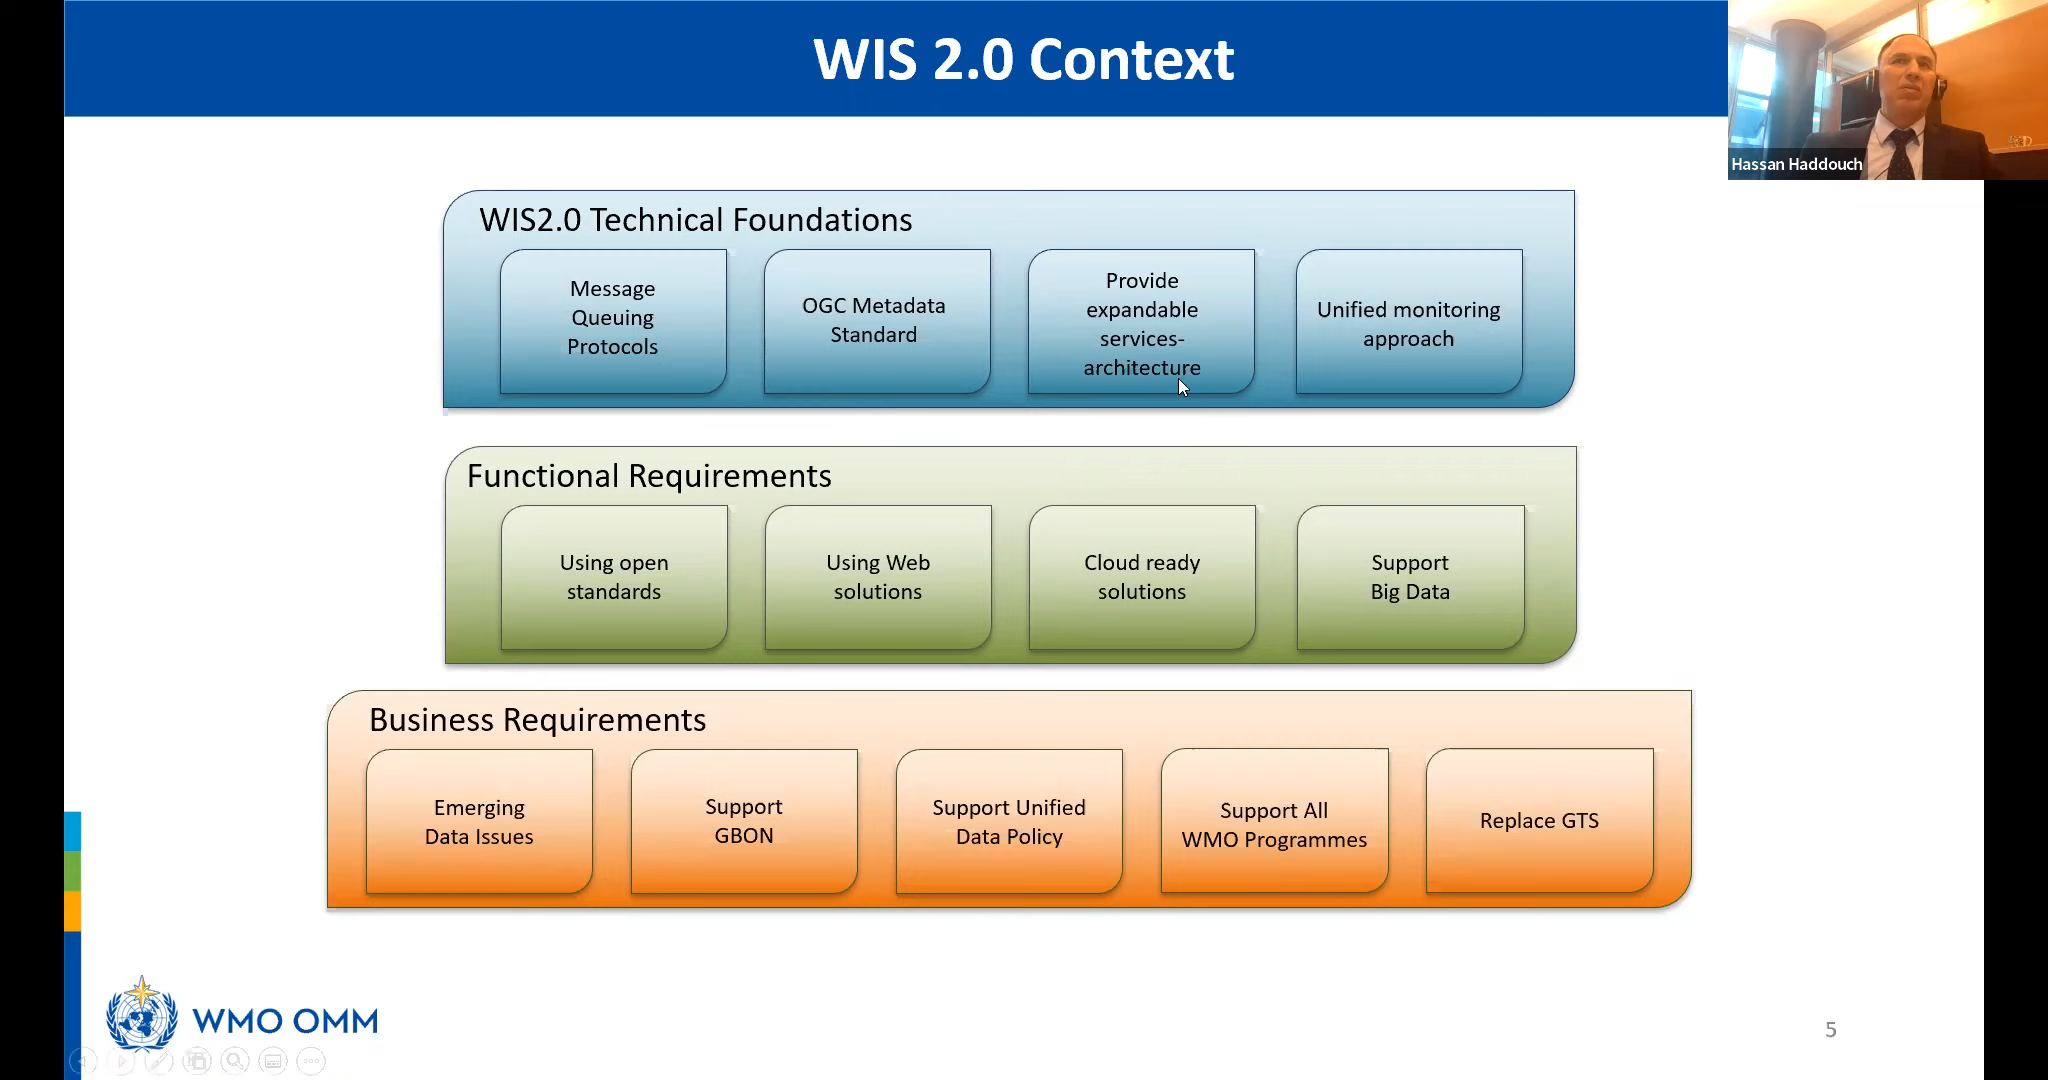 WIS 2.0 Context
Hassan Haddouch
WIS2.0 Technical Foundations
Message
Queuing
Protocols
OGC Metadata
Standard
Provide
expandable
services-
architecture
Unified monitoring
approach
Functional Requirements
Using open
standards
Using Web
solutions
Cloud ready
solutions
Support
Big Data
Business Requirements
Emerging
Data Issues
Support
GBON
Support Unified
Data Policy
Support All
WMO Programmes
Replace GTS
WMO OMM
5